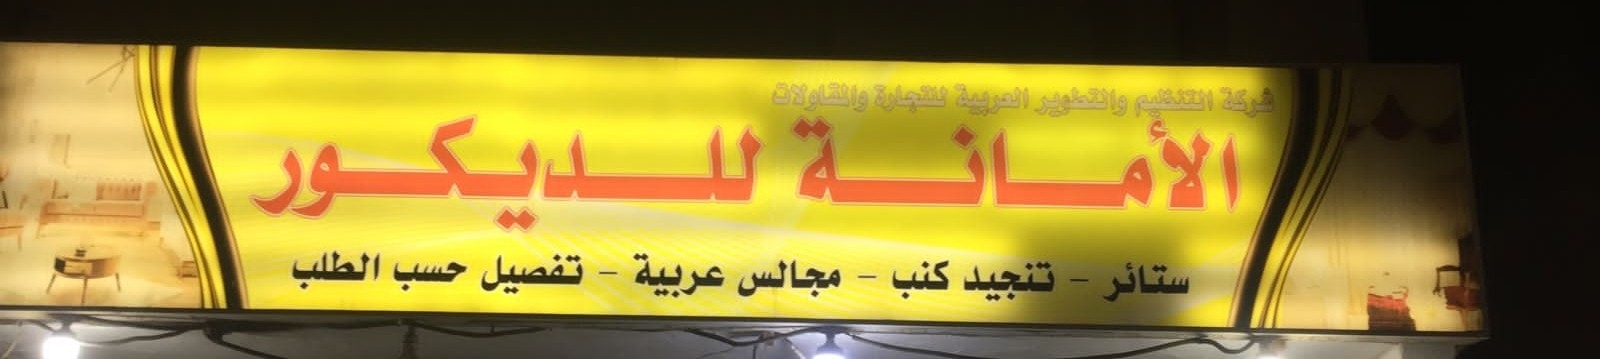 شركة التنظيم والتطوير العربية للتجارة والمقاولات
الأمانة للديكور
ستائر - تنجيد كنب - مجالس عربية - تفصيل حسب الطلب